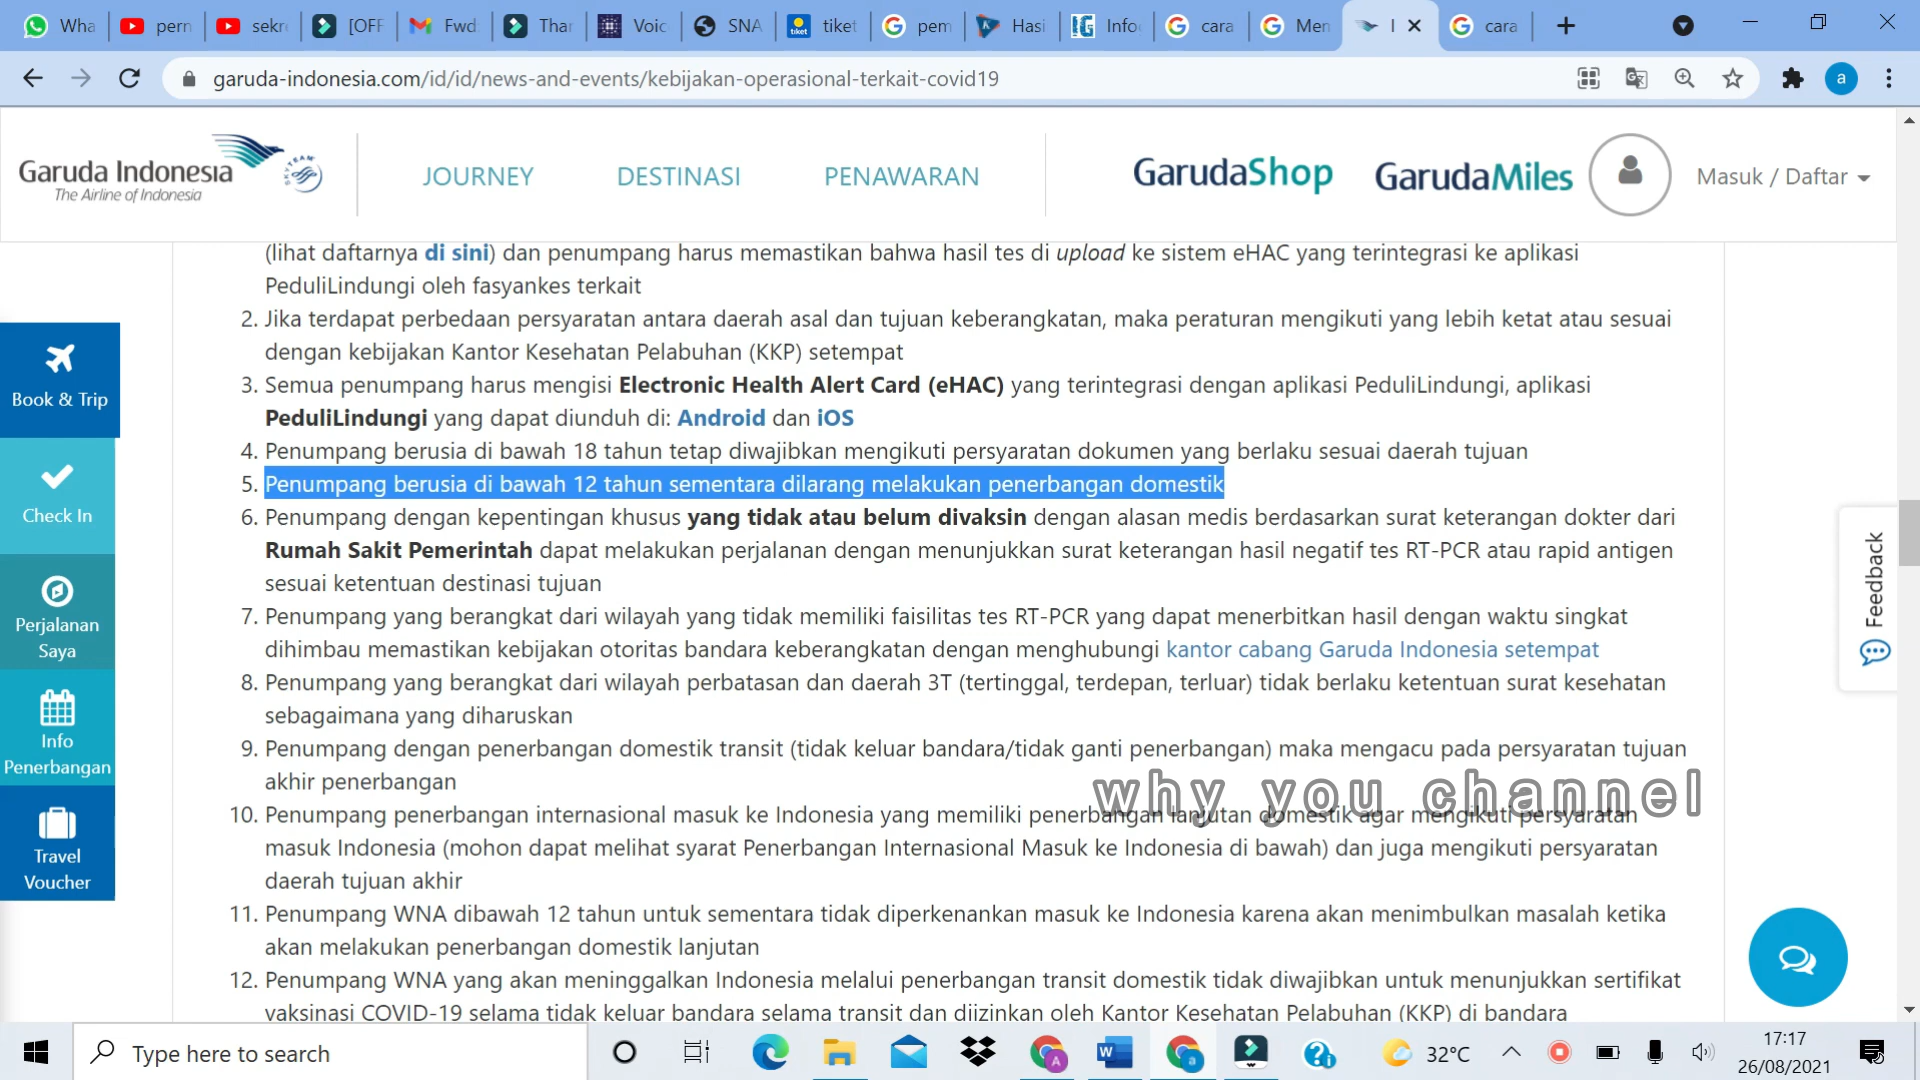 Wha
pern
sekre
[OFF
Fwd:
Thar
Voic
SNA
tiket
pem
Hasi
Info
cara
Men
I
cara
garuda-indonesia.com/id/id/news-and-events/kebijakan-operasional-terkait-covid19
a
Garuda Indonesia
The Airline of Indonesia
SKYTEAM
JOURNEY
DESTINASI
PENAWARAN
GarudaShop
GarudaMiles
Masuk / Daftar
(lihat daftarnya di sini) dan penumpang harus memastikan bahwa hasil tes di upload ke sistem eHAC yang terintegrasi ke aplikasi
PeduliLindungi oleh fasyankes terkait
2. Jika terdapat perbedaan persyaratan antara daerah asal dan tujuan keberangkatan, maka peraturan mengikuti yang lebih ketat atau sesuai
dengan kebijakan Kantor Kesehatan Pelabuhan (KKP) setempat
3. Semua penumpang harus mengisi Electronic Health Alert Card (eHAC) yang terintegrasi dengan aplikasi PeduliLindungi, aplikasi
PeduliLindungi yang dapat diunduh di: Android dan iOS
4. Penumpang berusia di bawah 18 tahun tetap diwajibkan mengikuti persyaratan dokumen yang berlaku sesuai daerah tujuan
5. Penumpang berusia di bawah 12 tahun sementara dilarang melakukan penerbangan domestik
6. Penumpang dengan kepentingan khusus yang tidak atau belum divaksin dengan alasan medis berdasarkan surat keterangan dokter dari
Rumah Sakit Pemerintah dapat melakukan perjalanan dengan menunjukkan surat keterangan hasil negatif tes RT-PCR atau rapid antigen
sesuai ketentuan destinasi tujuan
7. Penumpang yang berangkat dari wilayah yang tidak memiliki faisilitas tes RT-PCR yang dapat menerbitkan hasil dengan waktu singkat
dihimbau memastikan kebijakan otoritas bandara keberangkatan dengan menghubungi kantor cabang Garuda Indonesia setempat
8. Penumpang yang berangkat dari wilayah perbatasan dan daerah 3T (tertinggal, terdepan, terluar) tidak berlaku ketentuan surat kesehatan
sebagaimana yang diharuskan
9. Penumpang dengan penerbangan domestik transit (tidak keluar bandara/tidak ganti penerbangan) maka mengacu pada persyaratan tujuan
akhir penerbangan
why you channel
10. Penumpang penerbangan internasional masuk ke Indonesia yang memiliki penerbangan lanjutan domestik agar mengikuti persyaratan
masuk Indonesia (mohon dapat melihat syarat Penerbangan Internasional Masuk ke Indonesia di bawah) dan juga mengikuti persyaratan
daerah tujuan akhir
11. Penumpang WNA dibawah 12 tahun untuk sementara tidak diperkenankan masuk ke Indonesia karena akan menimbulkan masalah ketika
akan melakukan penerbangan domestik lanjutan
12. Penumpang WNA yang akan meninggalkan Indonesia melalui penerbangan transit domestik tidak diwajibkan untuk menunjukkan sertifikat
vaksinasi COVID-19 selama tidak keluar bandara selama transit dan diizinkan oleh Kantor Kesehatan Pelabuhan (KKP) di bandara
Book & Trip
Check In
Perjalanan
Saya
Info
Penerbangan
Travel
Voucher
Feedback
Type here to search
32°C
17:17
26/08/2021